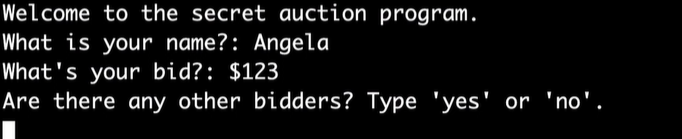 Welcome to the secret auction program.
What is your name?: Angela
What's your bid?: $123
Are there any other bidders? Type 'yes' or 'no'.